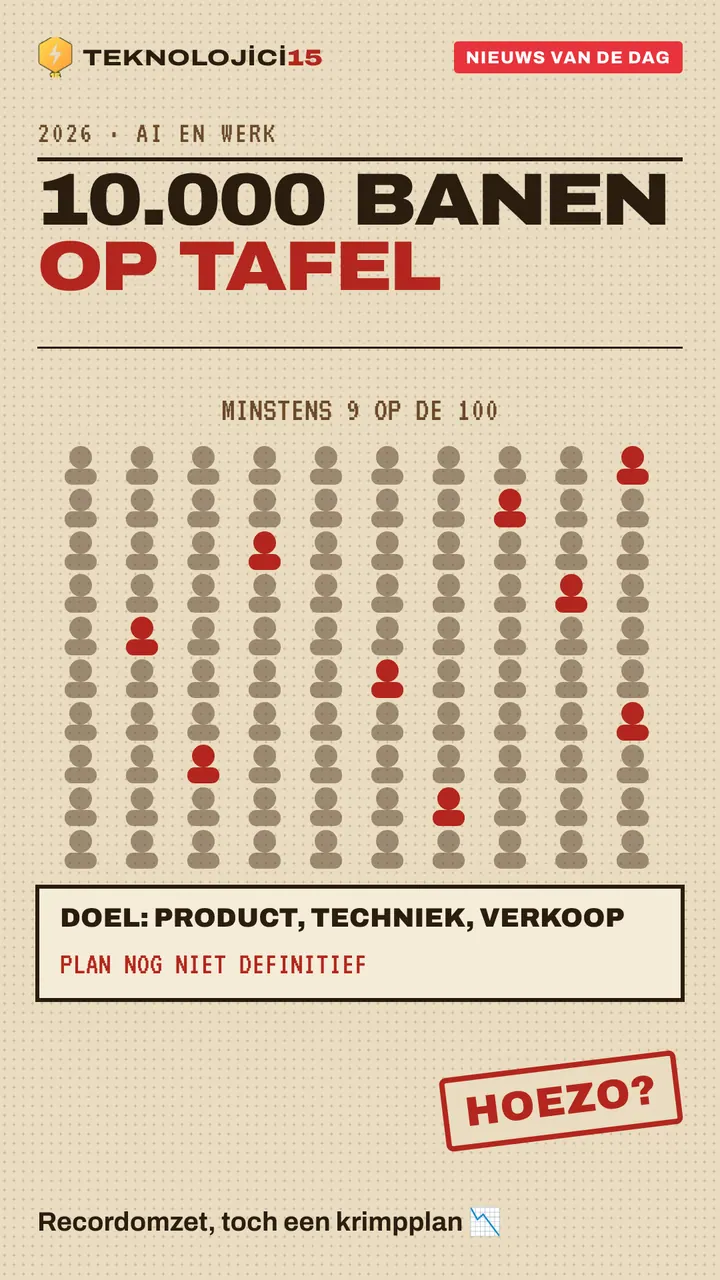 TEKNOLOJİCİ15
NIEUWS VAN DE DAG
2026 · AI EN WERK
10.000 BANEN
OP TAFEL
MINSTENS 9 OP DE 100
DOEL: PRODUCT, TECHNIEK, VERKOOP
PLAN NOG NIET DEFINITIEF
HOEZO?
Recordomzet, toch een krimpplan 📉